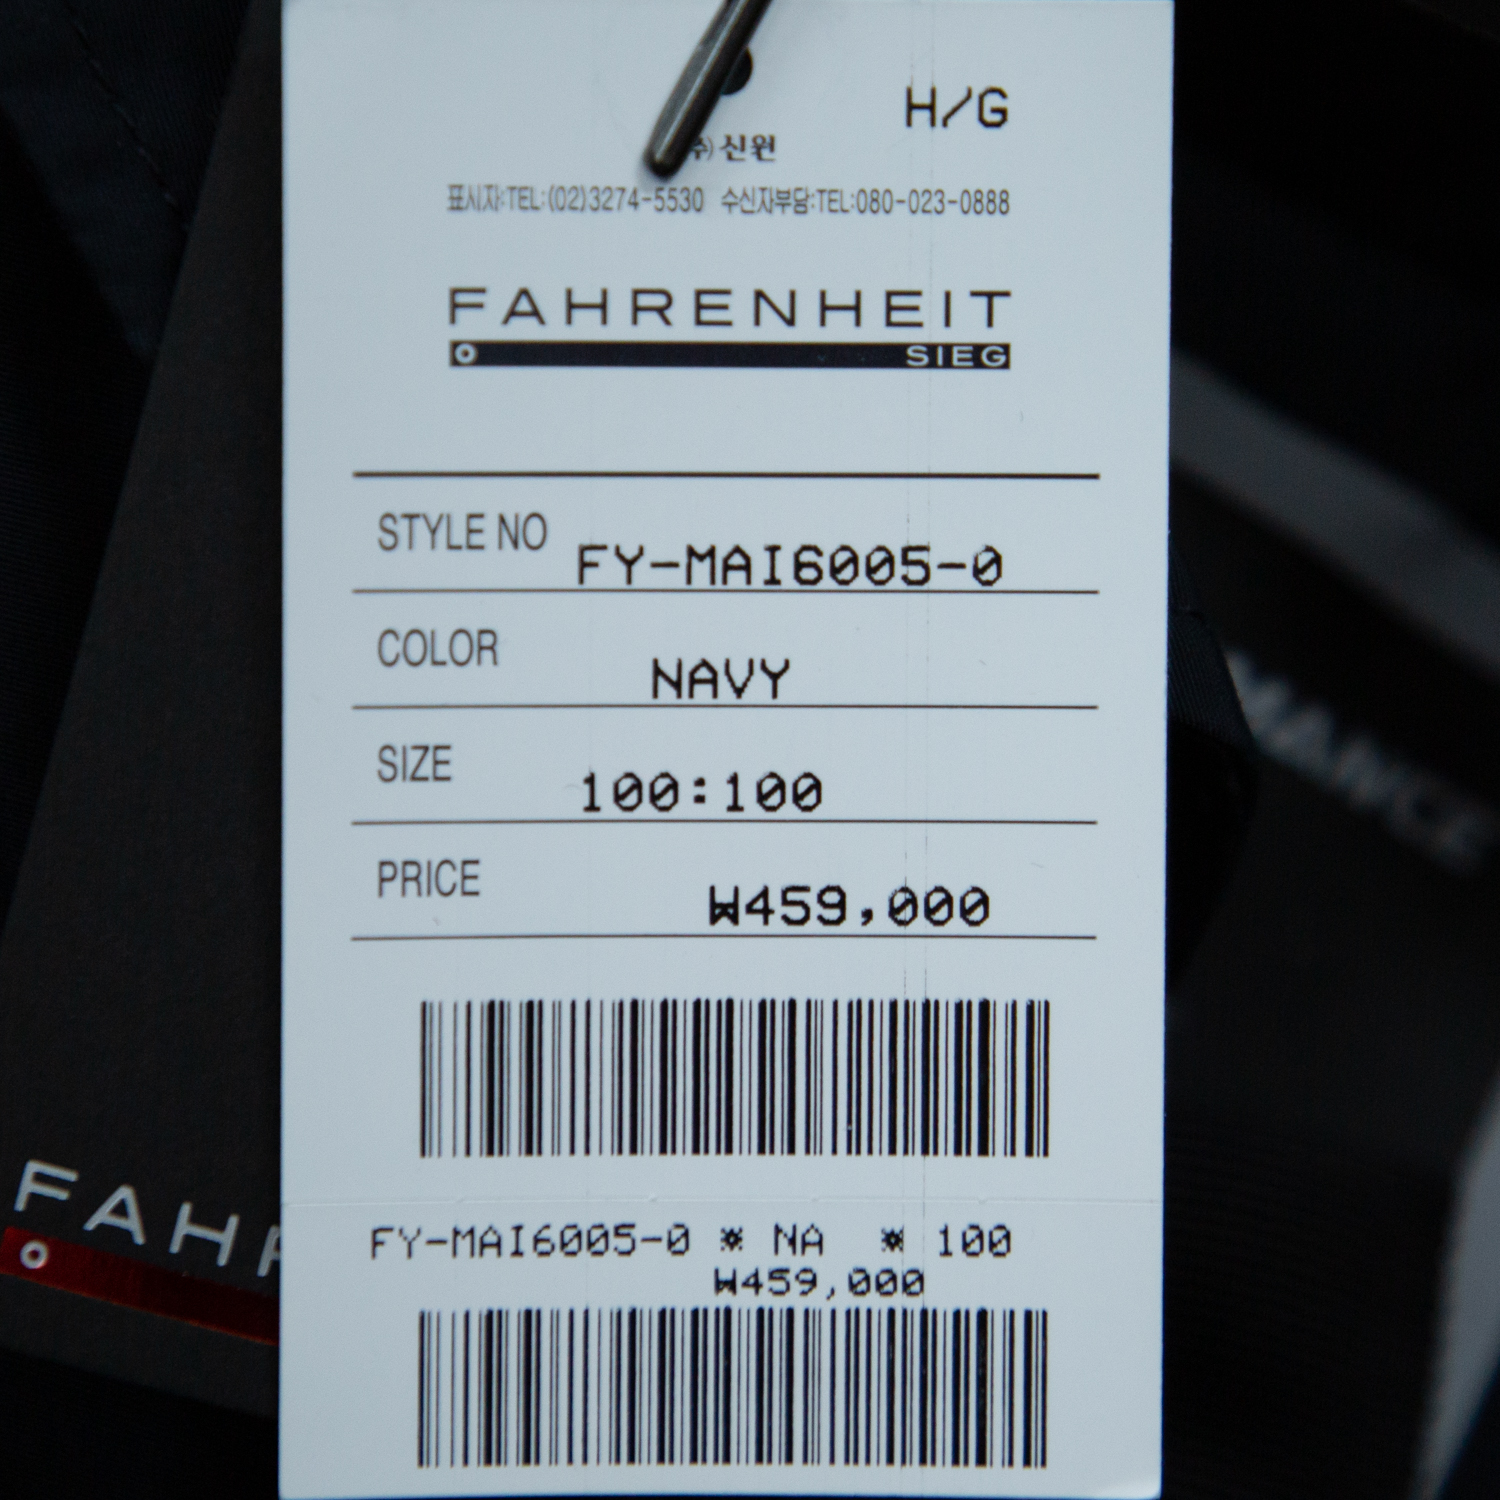 H/G
㈜신원
표시자:TEL:(02)3274-5530 수신자부담:TEL:080-023-0888
FAHRENHEIT
SIEG
STYLE NO FY-MAI6005-0
COLOR NAVY
SIZE 100:100
PRICE ₩459,000
FY-MAI6005-0 * NA * 100
₩459,000
FAHR
MANCE